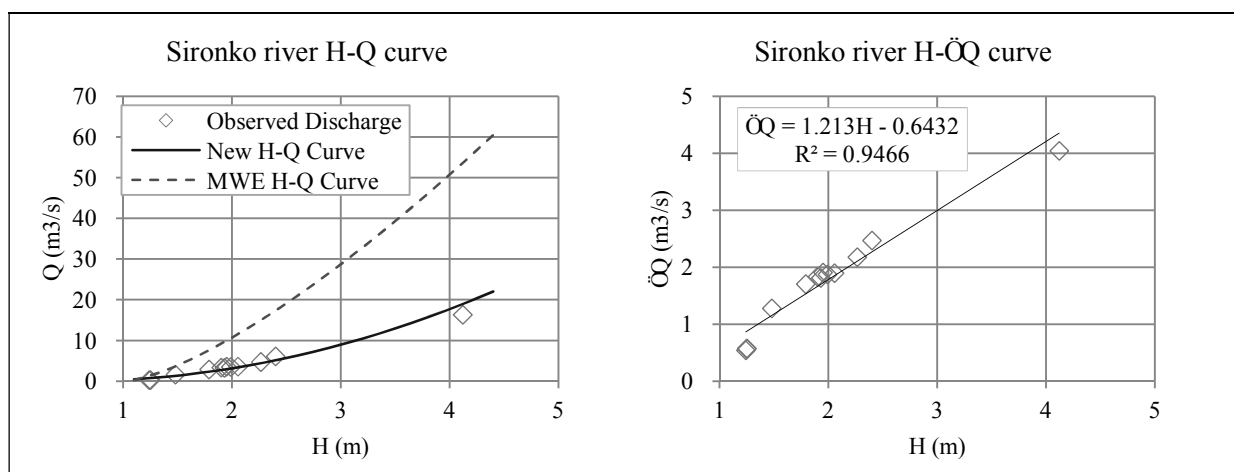 Sironko river H-Q curve
70
60
50
40
30
20
10
0
Q (m3/s)
Observed Discharge
New H-Q Curve
MWE H-Q Curve
1 2 3 4 5
H (m)
Sironko river H-ÖQ curve
5
4
3
2
1
0
ÖQ (m3/s)
ÖQ = 1.213H - 0.6432
R² = 0.9466
1 2 3 4 5
H (m)